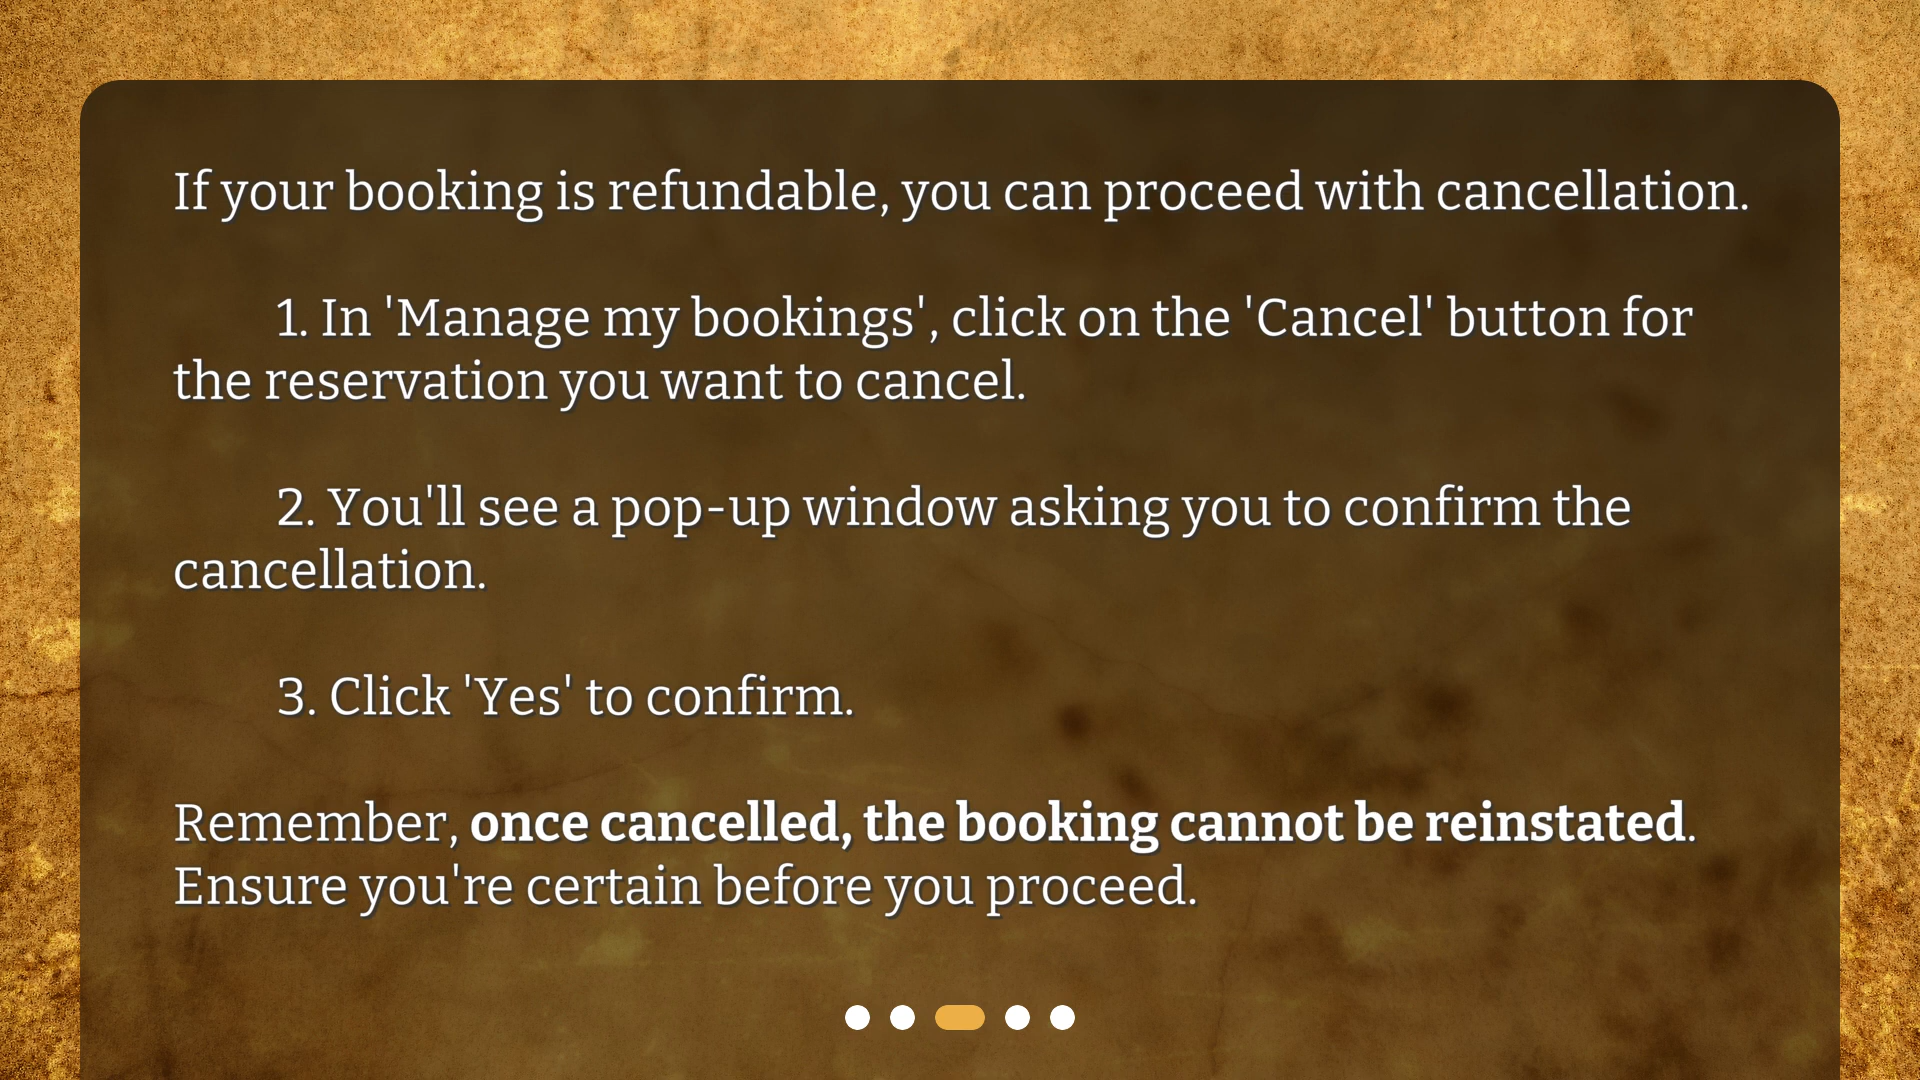 If your booking is refundable, you can proceed with cancellation.
1. In 'Manage my bookings', click on the 'Cancel' button for
the reservation you want to cancel.
2. You'll see a pop-up window asking you to confirm the
cancellation.
3. Click 'Yes' to confirm.
Remember, once cancelled, the booking cannot be reinstated.
Ensure you're certain before you proceed.